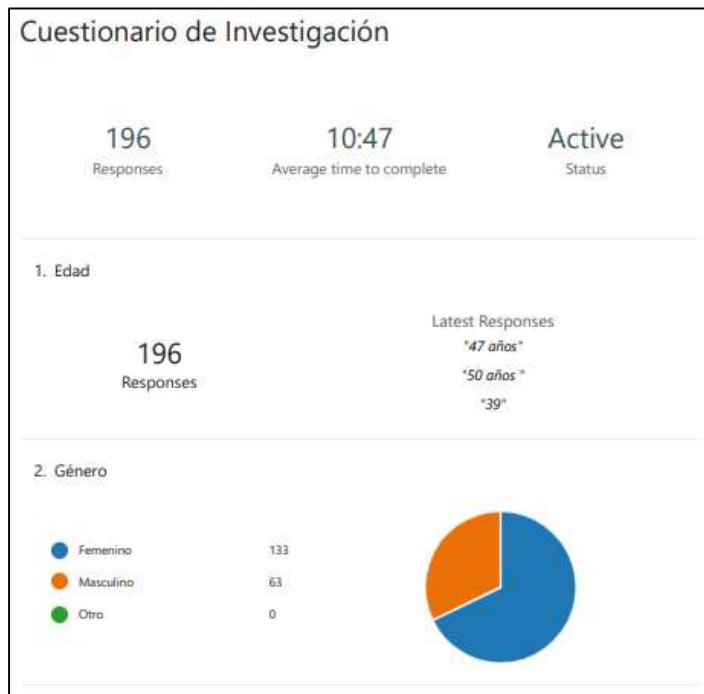 Cuestionario de Investigación
196 10:47 Active
Responses Average time to complete Status
1. Edad
196
Responses
Latest Responses
"47 años"
"50 años "
"39"
2. Género
Femenino 133
Masculino 63
Otro 0